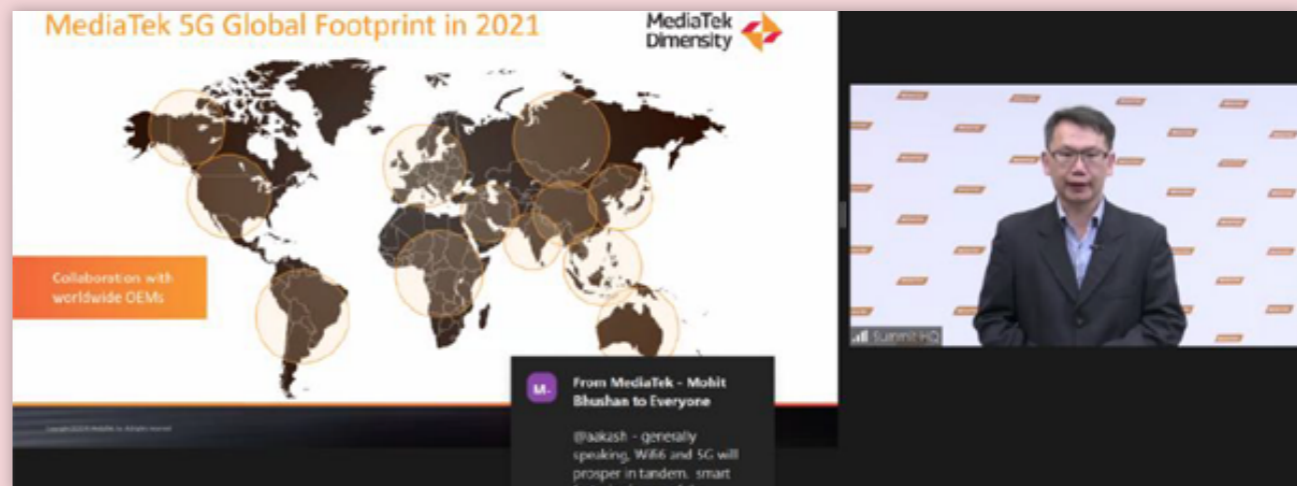 MediaTek 5G Global Footprint in 2021
MediaTek
Dimensity
Collaboration with
worldwide OEMs
Summit HQ
M-
From MediaTek - Mohit
Bhushan to Everyone
@aakash - generally
speaking, Wifi6 and 5G will
prosper in tandem. smart